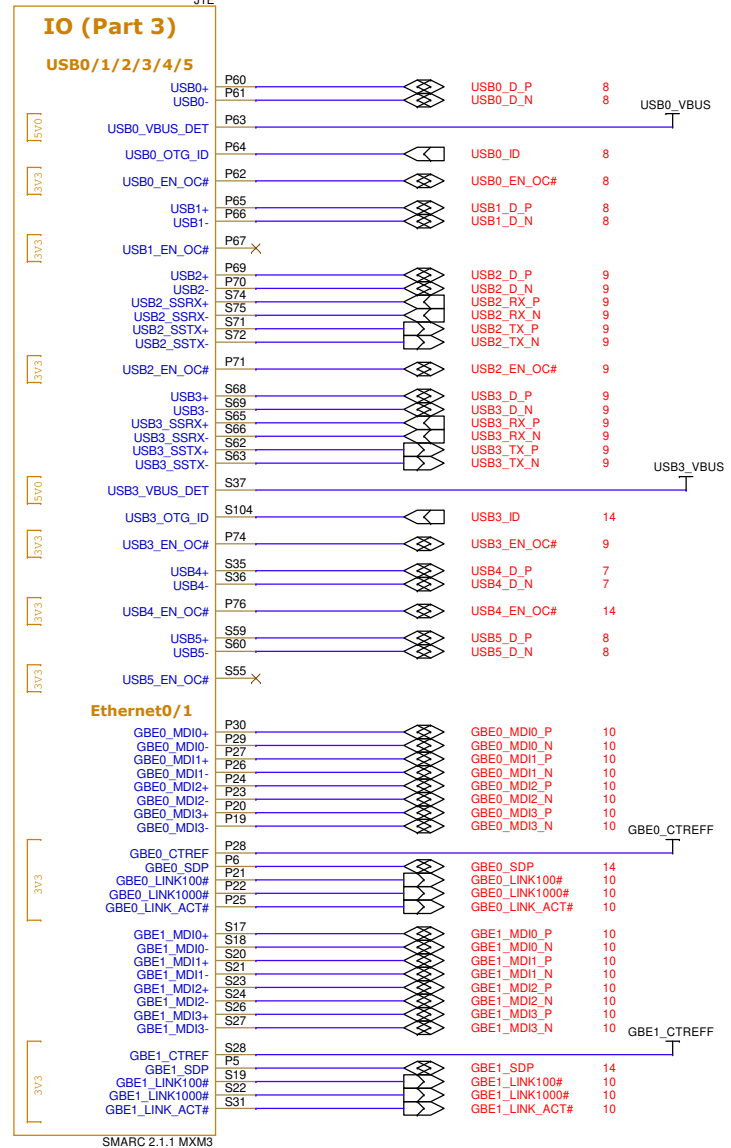 J1E
IO (Part 3)
USB0/1/2/3/4/5
USB0+ P60 USB0_D_P 8
USB0- P61 USB0_D_N 8
USB0_VBUS
5V0 USB0_VBUS_DET P63
USB0_OTG_ID P64 USB0_ID 8
3V3 USB0_EN_OC# P62 USB0_EN_OC# 8
USB1+ P65 USB1_D_P 8
USB1- P66 USB1_D_N 8
3V3 USB1_EN_OC# P67
USB2+ P69 USB2_D_P 9
USB2- P70 USB2_D_N 9
USB2_SSRX+ S74 USB2_RX_P 9
USB2_SSRX- S75 USB2_RX_N 9
USB2_SSTX+ S71 USB2_TX_P 9
USB2_SSTX- S72 USB2_TX_N 9
3V3 USB2_EN_OC# P71 USB2_EN_OC# 9
USB3+ S68 USB3_D_P 9
USB3- S69 USB3_D_N 9
USB3_SSRX+ S65 USB3_RX_P 9
USB3_SSRX- S66 USB3_RX_N 9
USB3_SSTX+ S62 USB3_TX_P 9
USB3_SSTX- S63 USB3_TX_N 9
USB3_VBUS
5V0 USB3_VBUS_DET S37
USB3_OTG_ID S104 USB3_ID 14
3V3 USB3_EN_OC# P74 USB3_EN_OC# 9
USB4+ S35 USB4_D_P 7
USB4- S36 USB4_D_N 7
3V3 USB4_EN_OC# P76 USB4_EN_OC# 14
USB5+ S59 USB5_D_P 8
USB5- S60 USB5_D_N 8
3V3 USB5_EN_OC# S55
Ethernet0/1
GBE0_MDI0+ P30 GBE0_MDI0_P 10
GBE0_MDI0- P29 GBE0_MDI0_N 10
GBE0_MDI1+ P27 GBE0_MDI1_P 10
GBE0_MDI1- P26 GBE0_MDI1_N 10
GBE0_MDI2+ P24 GBE0_MDI2_P 10
GBE0_MDI2- P23 GBE0_MDI2_N 10
GBE0_MDI3+ P20 GBE0_MDI3_P 10
GBE0_MDI3- P19 GBE0_MDI3_N 10
GBE0_CTREFF
GBE0_CTREF P28
GBE0_SDP P6 GBE0_SDP 14
3V3 GBE0_LINK100# P21 GBE0_LINK100# 10
GBE0_LINK1000# P22 GBE0_LINK1000# 10
GBE0_LINK_ACT# P25 GBE0_LINK_ACT# 10
GBE1_MDI0+ S17 GBE1_MDI0_P 10
GBE1_MDI0- S18 GBE1_MDI0_N 10
GBE1_MDI1+ S20 GBE1_MDI1_P 10
GBE1_MDI1- S21 GBE1_MDI1_N 10
GBE1_MDI2+ S23 GBE1_MDI2_P 10
GBE1_MDI2- S24 GBE1_MDI2_N 10
GBE1_MDI3+ S26 GBE1_MDI3_P 10
GBE1_MDI3- S27 GBE1_MDI3_N 10
GBE1_CTREFF
GBE1_CTREF S28
GBE1_SDP P5 GBE1_SDP 14
3V3 GBE1_LINK100# S19 GBE1_LINK100# 10
GBE1_LINK1000# S22 GBE1_LINK1000# 10
GBE1_LINK_ACT# S31 GBE1_LINK_ACT# 10
SMARC 2.1.1 MXM3